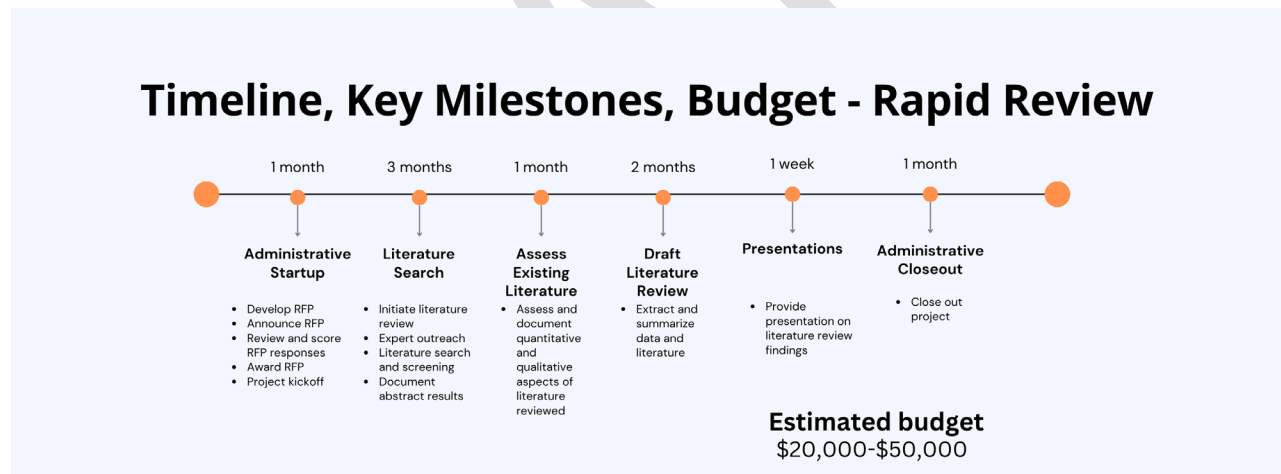 Timeline, Key Milestones, Budget - Rapid Review
1 month
3 months
1 month
2 months
1 week
1 month
Administrative
Startup
• Develop RFP
• Announce RFP
• Review and score
RFP responses
• Award RFP
• Project kickoff
Literature
Search
• Initiate literature
review
• Expert outreach
• Literature search
and screening
• Document
abstract results
Assess
Existing
Literature
• Assess and
document
quantitative
and
qualitative
aspects of
literature
reviewed
Draft
Literature
Review
• Extract and
summarize
data and
literature
Presentations
• Provide
presentation on
literature review
findings
Administrative
Closeout
• Close out
project
Estimated budget
$20,000-$50,000